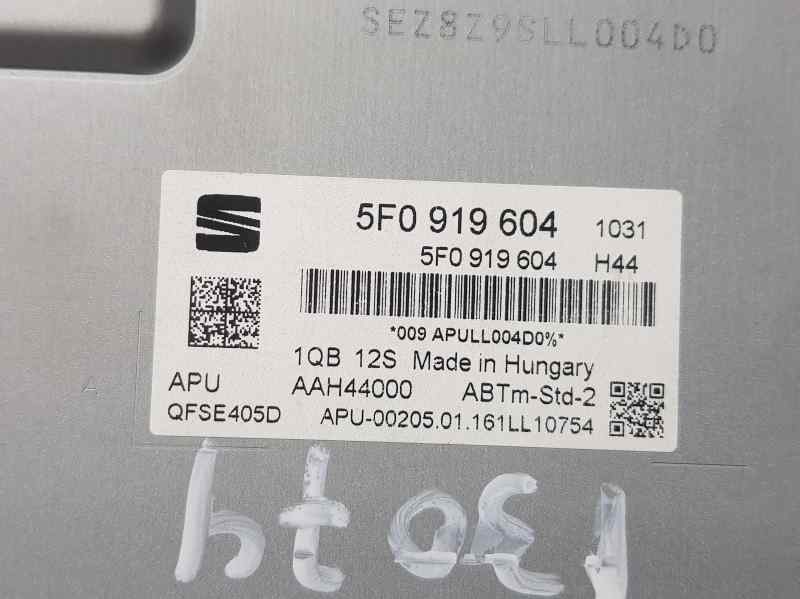 SEZ8Z9SLL004D0
5F0 919 604 1031
5F0 919 604 H44
*009 APULL004D0%*
1QB 12S Made in Hungary
APU AAH44000 ABTm-Std-2
QFSE405D APU-00205.01.161LL10754